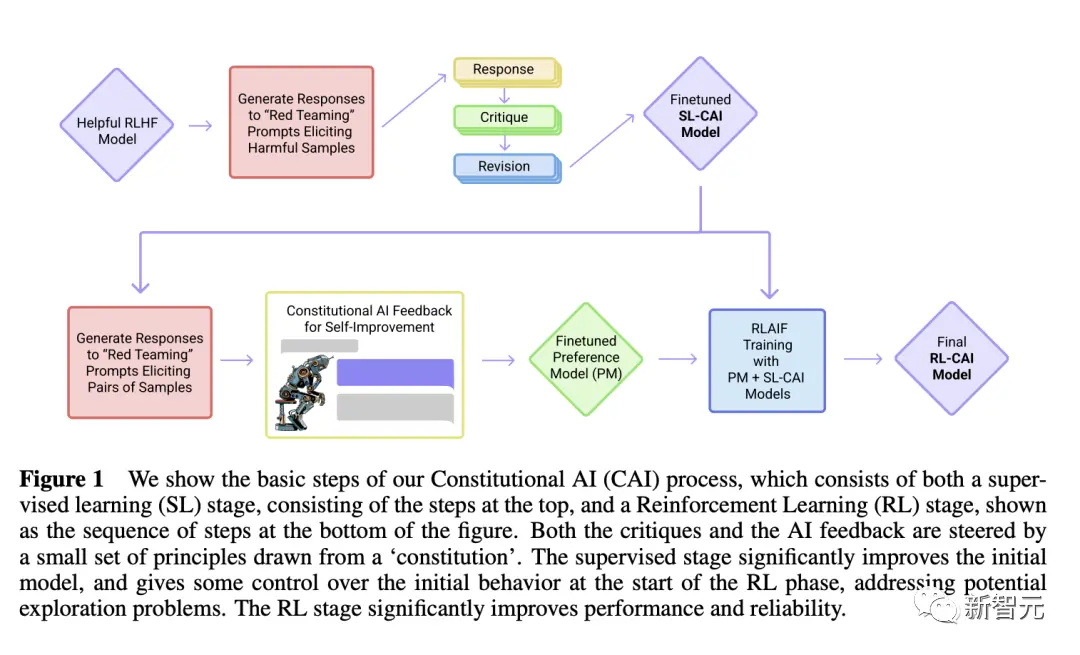 Helpful RLHF
Model
Generate Responses
to “Red Teaming”
Prompts Eliciting
Harmful Samples
Response
Critique
Revision
Finetuned
SL-CAI
Model
Generate Responses
to “Red Teaming”
Prompts Eliciting
Pairs of Samples
Constitutional AI Feedback
for Self-Improvement
Finetuned
Preference
Model (PM)
RLAIF
Training
with
PM + SL-CAI
Models
Final
RL-CAI
Model
Figure 1 We show the basic steps of our Constitutional AI (CAI) process, which consists of both a super-
vised learning (SL) stage, consisting of the steps at the top, and a Reinforcement Learning (RL) stage, shown
as the sequence of steps at the bottom of the figure. Both the critiques and the AI feedback are steered by
a small set of principles drawn from a ‘constitution’. The supervised stage significantly improves the initial
model, and gives some control over the initial behavior at the start of the RL phase, addressing potential
exploration problems. The RL stage significantly improves performance and reliability.
新智元